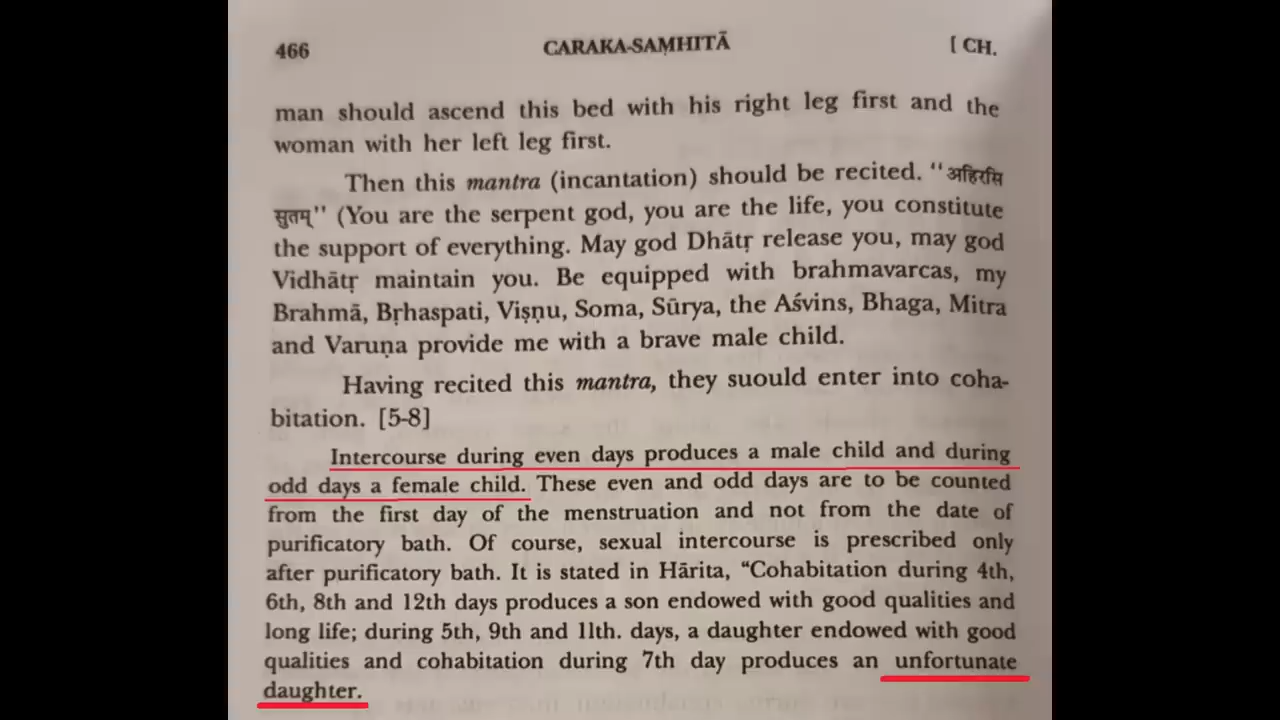 466 CARAKA-SAṂHITĀ [ CH.
man should ascend this bed with his right leg first and the
woman with her left leg first.
Then this mantra (incantation) should be recited. “अहिरसि
सुतम्” (You are the serpent god, you are the life, you constitute
the support of everything. May god Dhātṛ release you, may god
Vidhātṛ maintain you. Be equipped with brahmavarcas, my
Brahmā, Bṛhaspati, Viṣṇu, Soma, Sūrya, the Aśvins, Bhaga, Mitra
and Varuṇa provide me with a brave male child.
Having recited this mantra, they suould enter into coha-
bitation. [5-8]
Intercourse during even days produces a male child and during
odd days a female child. These even and odd days are to be counted
from the first day of the menstruation and not from the date of
purificatory bath. Of course, sexual intercourse is prescribed only
after purificatory bath. It is stated in Hārita, “Cohabitation during 4th,
6th, 8th and 12th days produces a son endowed with good qualities and
long life; during 5th, 9th and 11th. days, a daughter endowed with good
qualities and cohabitation during 7th day produces an unfortunate
daughter.